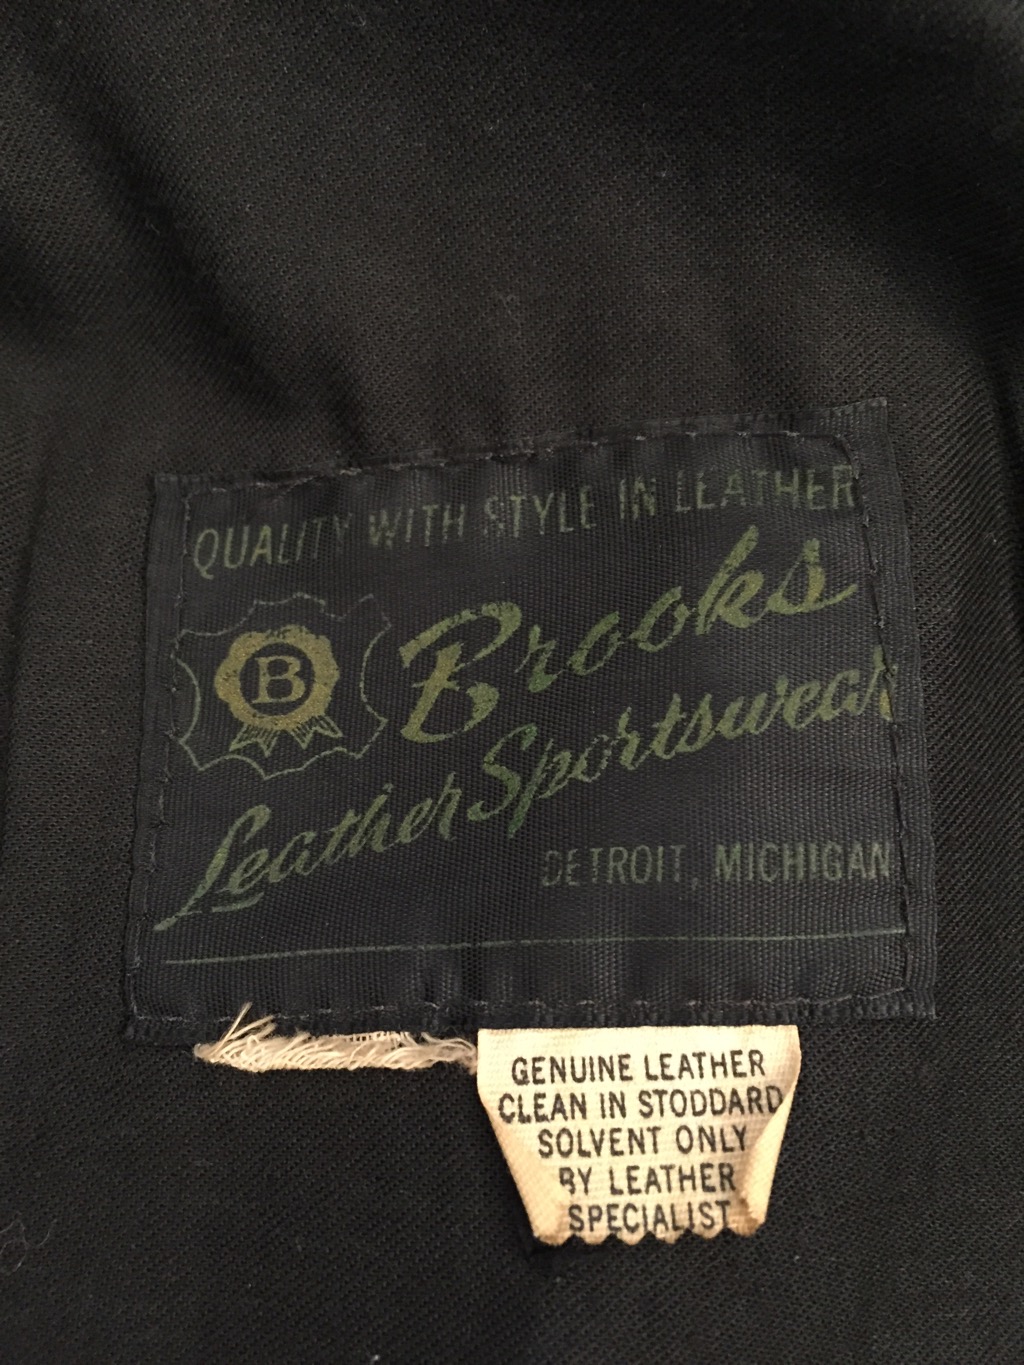 QUALITY WITH STYLE IN LEATHER
B
Brooks
Leather Sportswear
DETROIT, MICHIGAN
GENUINE LEATHER
CLEAN IN STODDARD
SOLVENT ONLY
BY LEATHER
SPECIALIST